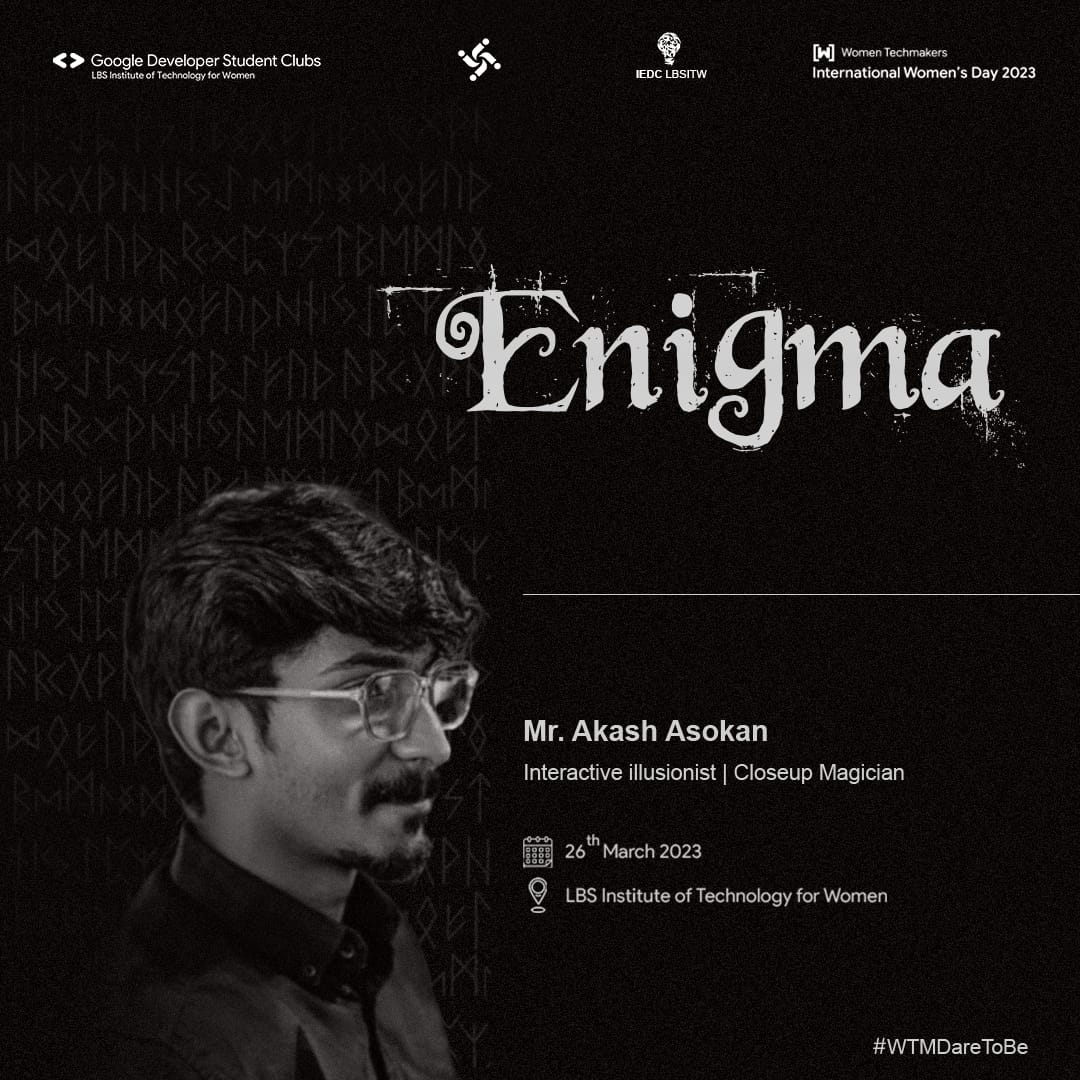 Google Developer Student Clubs
LBS Institute of Technology for Women
IEDC LBSITW
Women Techmakers
International Women's Day 2023
Enigma
Mr. Akash Asokan
Interactive illusionist | Closeup Magician
26th March 2023
LBS Institute of Technology for Women
#WTMDareToBe